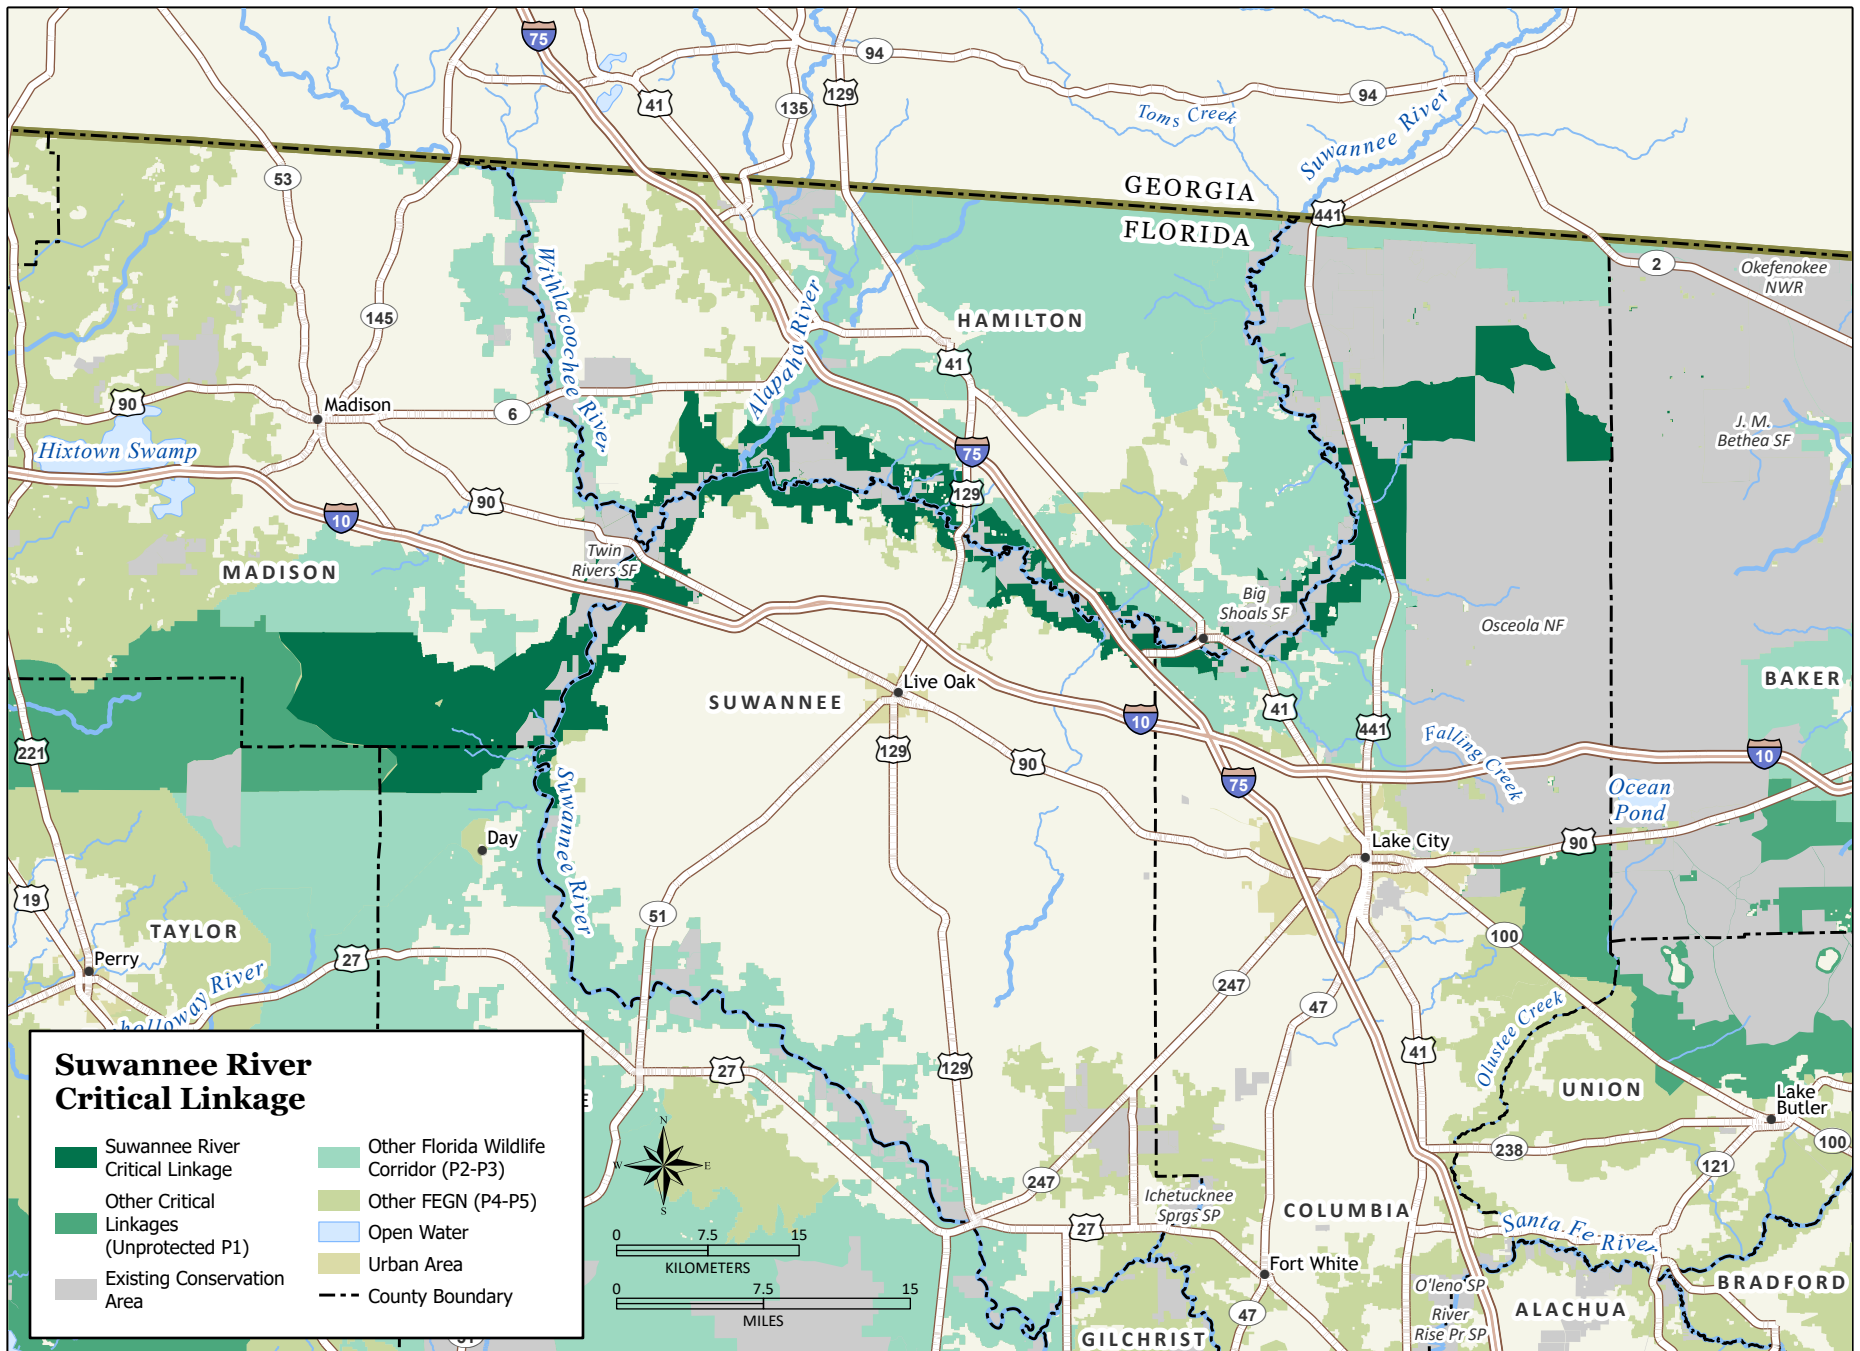 75
94
41
135
129
94
Toms Creek
Suwannee River
53
GEORGIA
441
FLORIDA
2
Okefenokee
NWR
Withlacoochee River
145
Alapaha River
HAMILTON
41
90
Madison
6
J. M.
Bethea SF
Hixtown Swamp
75
129
90
10
Twin
Rivers SF
MADISON
Big
Shoals SF
Osceola NF
Live Oak
SUWANNEE
BAKER
41
10
441
Falling Creek
221
129
90
10
75
Ocean
Pond
Suwannee River
Day
Lake City
90
19
51
TAYLOR
100
Perry
27
247
47
holloway River
Olustee Creek
41
27
129
UNION
Lake
Butler
E
100
238
121
247
Ichetucknee
Sprgs SP
COLUMBIA
27
Santa Fe River
Fort White
O'leno SP
BRADFORD
47
River
Rise Pr SP
ALACHUA
GILCHRIST
Suwannee River
Critical Linkage
Suwannee River
Critical Linkage
Other Critical
Linkages
(Unprotected P1)
Existing Conservation
Area
Other Florida Wildlife
Corridor (P2-P3)
Other FEGN (P4-P5)
Open Water
Urban Area
County Boundary
N
W
E
S
0 7.5 15
KILOMETERS
0 7.5 15
MILES